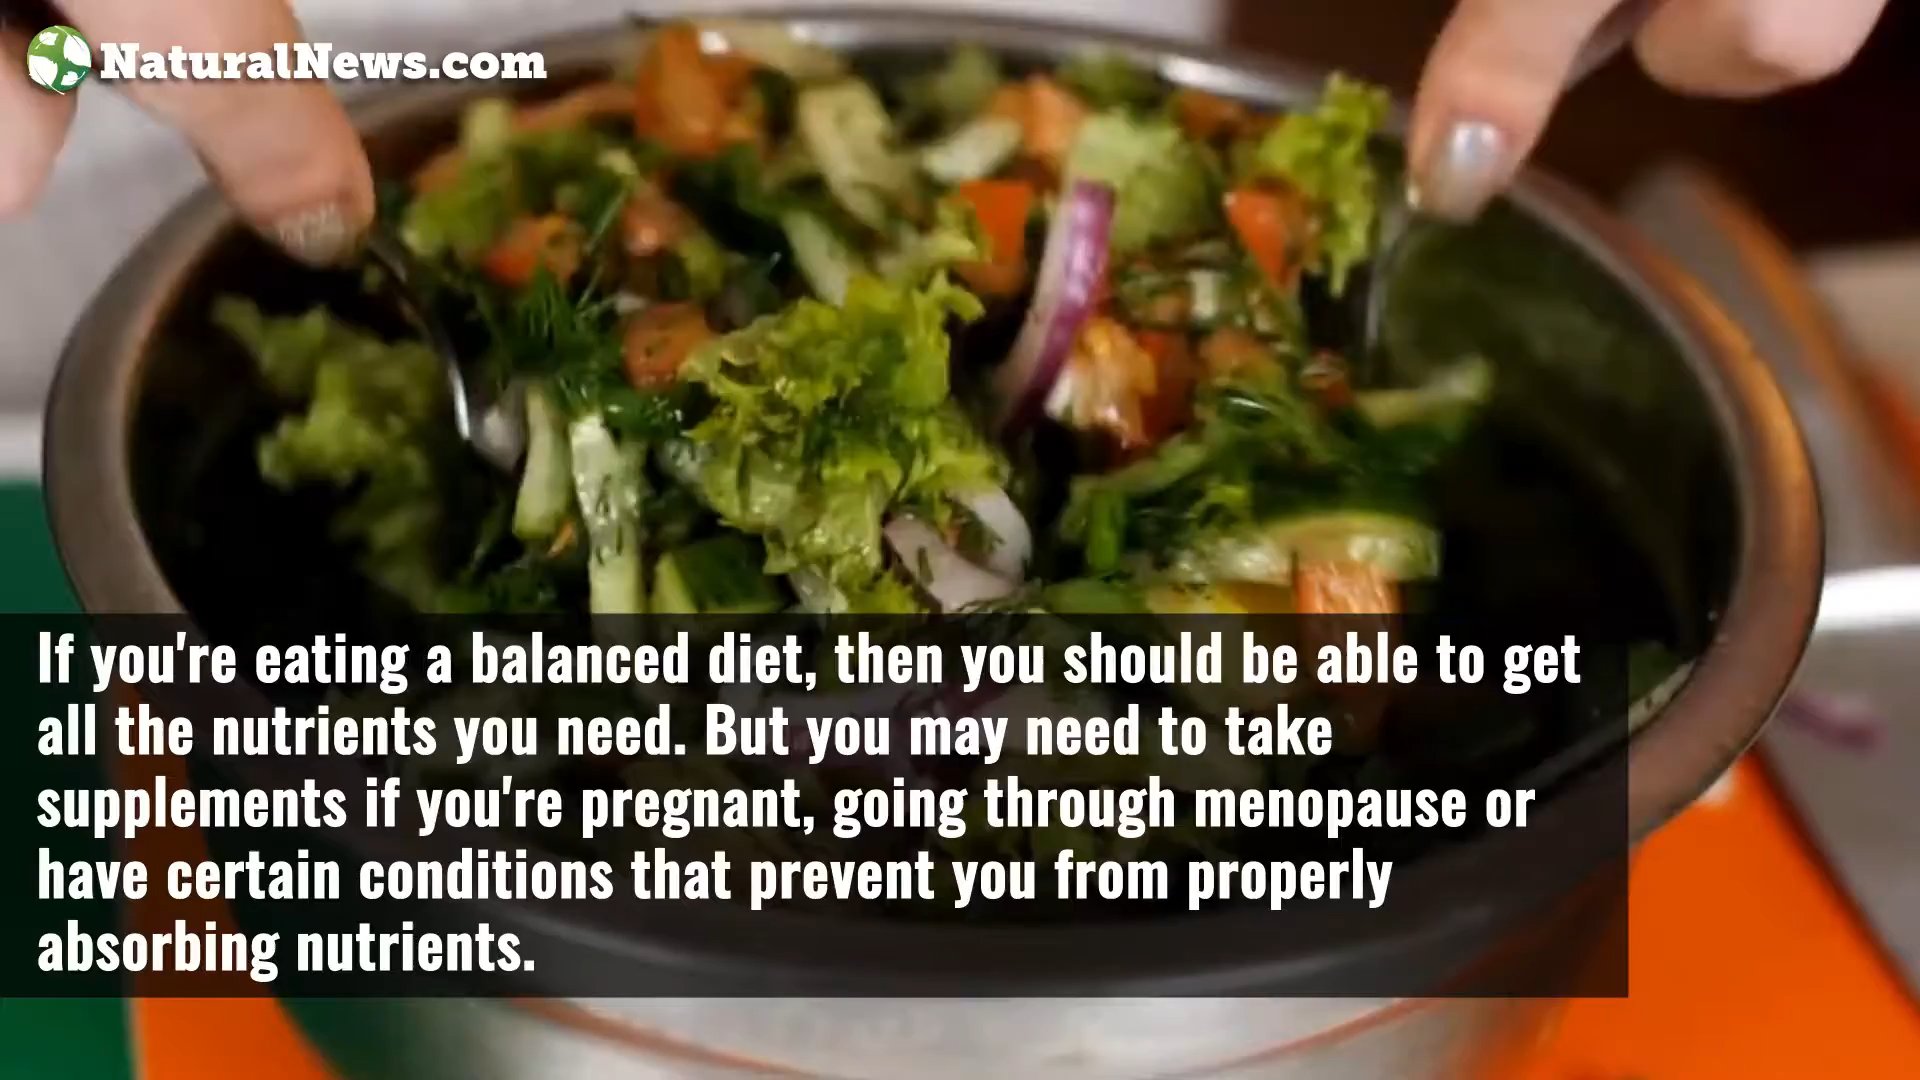 NaturalNews.com
If you're eating a balanced diet, then you should be able to get
all the nutrients you need. But you may need to take
supplements if you're pregnant, going through menopause or
have certain conditions that prevent you from properly
absorbing nutrients.